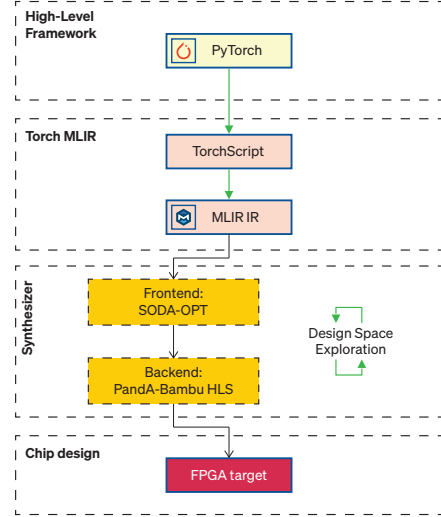 High-Level
Framework
PyTorch
Torch MLIR
TorchScript
MLIR IR
Synthesizer
Frontend:
SODA-OPT
Design Space
Exploration
Backend:
PandA-Bambu HLS
Chip design
FPGA target